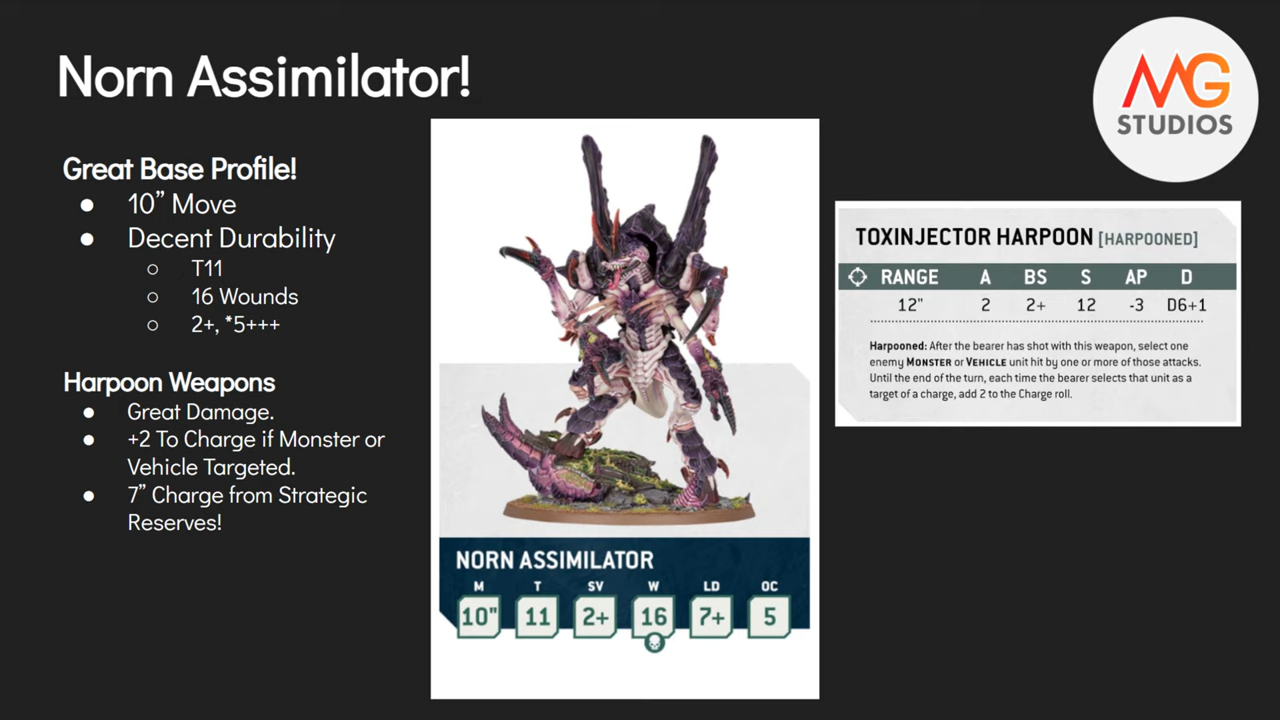 Norn Assimilator!
MG
STUDIOS
Great Base Profile!
● 10” Move
● Decent Durability
○ T11
○ 16 Wounds
○ 2+, *5+++
Harpoon Weapons
● Great Damage.
● +2 To Charge if Monster or
Vehicle Targeted.
● 7” Charge from Strategic
Reserves!
NORN ASSIMILATOR
M T SV W LD OC
10" 11 2+ 16 7+ 5
TOXINJECTOR HARPOON [HARPOONED]
RANGE A BS S AP D
12" 2 2+ 12 -3 D6+1
Harpooned: After the bearer has shot with this weapon, select one
enemy MONSTER or VEHICLE unit hit by one or more of those attacks.
Until the end of the turn, each time the bearer selects that unit as a
target of a charge, add 2 to the Charge roll.